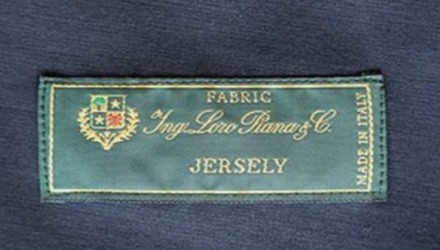 FABRIC
Ing. Loro Piana & C.
JERSELY
MADE IN ITALY